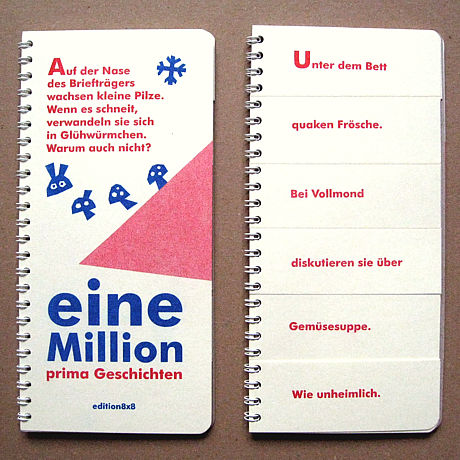 Auf der Nase
des Briefträgers
wachsen kleine Pilze.
Wenn es schneit,
verwandeln sie sich
in Glühwürmchen.
Warum auch nicht?
eine
Million
prima Geschichten
edition8x8
Unter dem Bett
quaken Frösche.
Bei Vollmond
diskutieren sie über
Gemüsesuppe.
Wie unheimlich.